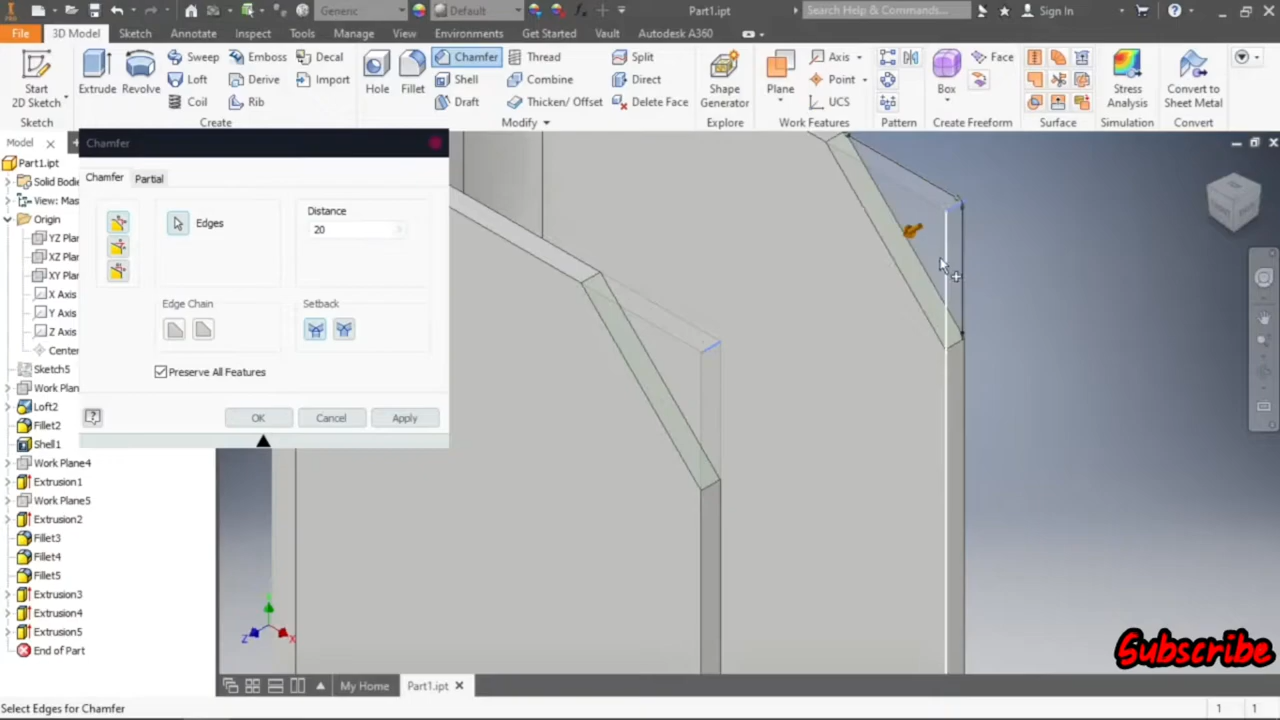 PRO
Generic
Default
Part1.ipt
Search Help & Commands...
Sign In
File
3D Model
Sketch
Annotate
Inspect
Tools
Manage
View
Environments
Get Started
Vault
Autodesk A360
Start
2D Sketch
Extrude
Revolve
Sweep
Loft
Coil
Emboss
Derive
Rib
Decal
Import
Hole
Fillet
Chamfer
Shell
Draft
Thread
Combine
Thicken/ Offset
Split
Direct
Delete Face
Shape
Generator
Plane
Axis
Point
UCS
Box
Face
Stress
Analysis
Convert to
Sheet Metal
Sketch
Create
Modify
Explore
Work Features
Pattern
Create Freeform
Surface
Simulation
Convert
Model
Part1.ipt
Solid Bodie
View: Mas
Origin
YZ Plan
XZ Plan
XY Plan
X Axis
Y Axis
Z Axis
Center
Sketch5
Work Plan
Loft2
Fillet2
Shell1
Work Plane4
Extrusion1
Work Plane5
Extrusion2
Fillet3
Fillet4
Fillet5
Extrusion3
Extrusion4
Extrusion5
End of Part
Chamfer
Chamfer
Partial
Edges
Distance
20
Edge Chain
Setback
Preserve All Features
?
OK
Cancel
Apply
Z
X
Subscribe
My Home
Part1.ipt
Select Edges for Chamfer
1
1